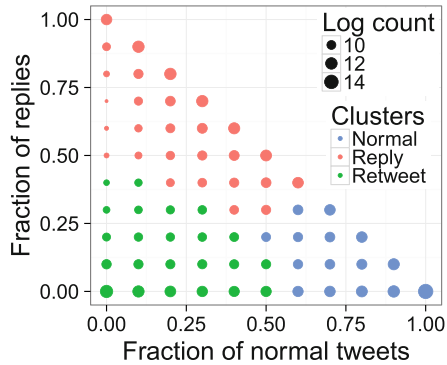 Log count
10
12
14
Clusters
Normal
Reply
Retweet
1.00
0.75
0.50
0.25
0.00
Fraction of replies
0.00 0.25 0.50 0.75 1.00
Fraction of normal tweets